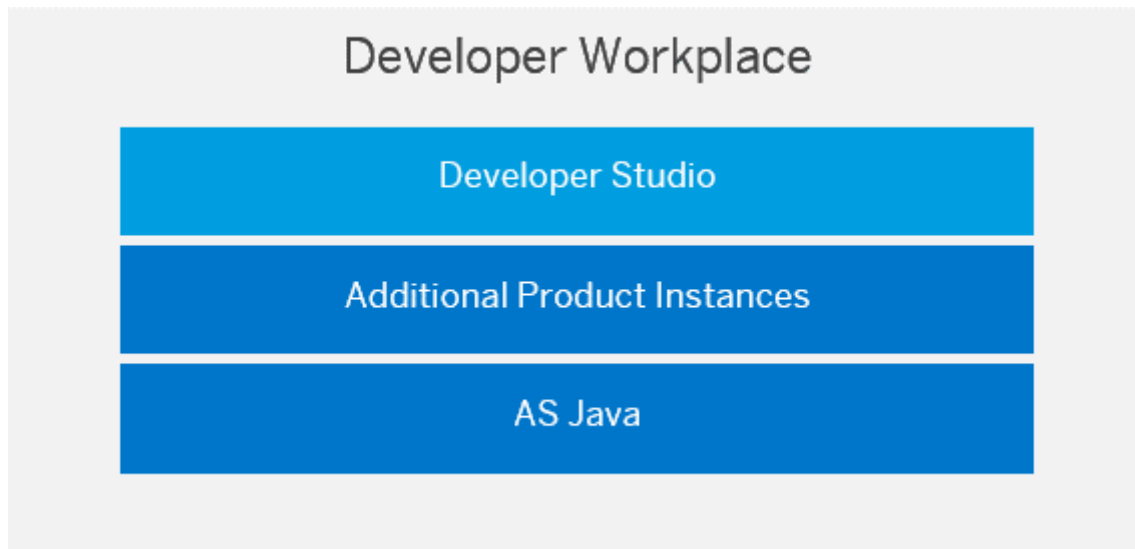 Developer Workplace
Developer Studio
Additional Product Instances
AS Java